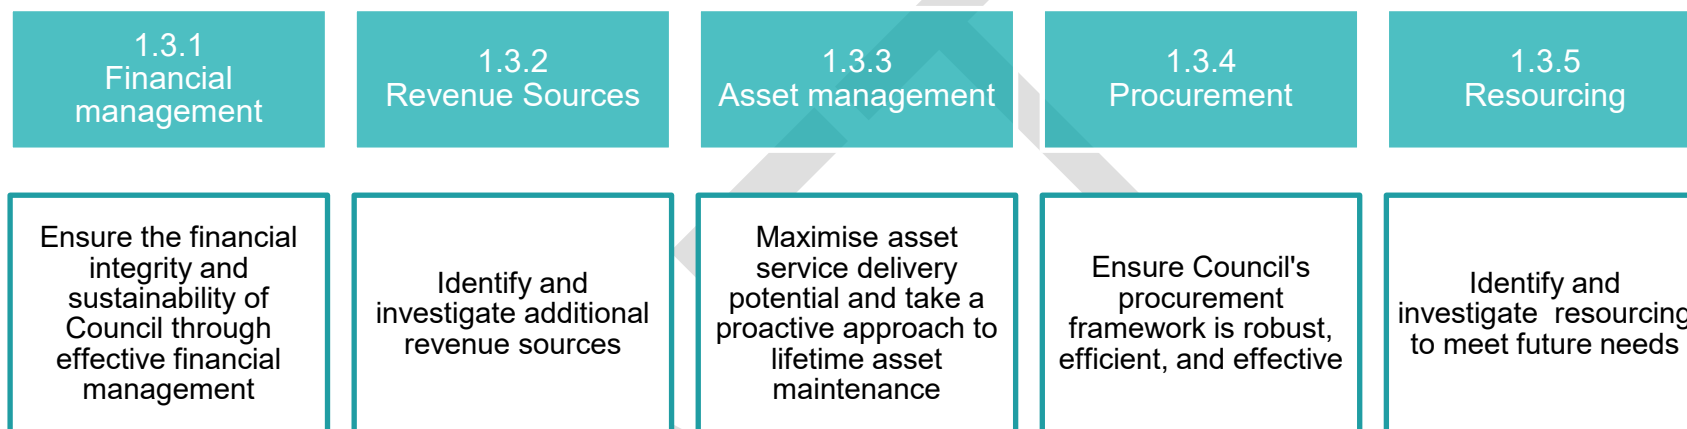 1.3.1
Financial
management
1.3.2
Revenue Sources
1.3.3
Asset management
1.3.4
Procurement
1.3.5
Resourcing
Ensure the financial
integrity and
sustainability of
Council through
effective financial
management
Identify and
investigate additional
revenue sources
Maximise asset
service delivery
potential and take a
proactive approach to
lifetime asset
maintenance
Ensure Council's
procurement
framework is robust,
efficient, and effective
Identify and
investigate resourcing
to meet future needs